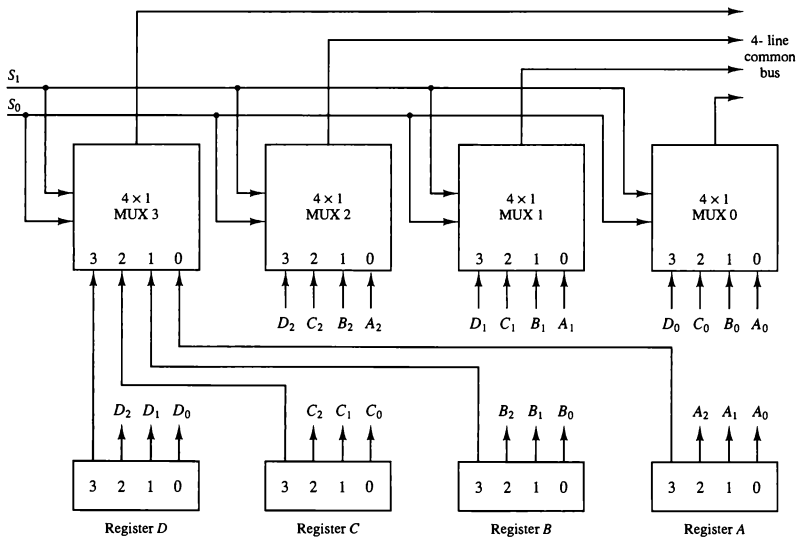 4- line
common
bus
S₁
S₀
4 × 1
MUX 3
3 2 1 0
4 × 1
MUX 2
3 2 1 0
4 × 1
MUX 1
3 2 1 0
4 × 1
MUX 0
3 2 1 0
D₂ C₂ B₂ A₂
D₁ C₁ B₁ A₁
D₀ C₀ B₀ A₀
D₂ D₁ D₀
C₂ C₁ C₀
B₂ B₁ B₀
A₂ A₁ A₀
3 2 1 0
3 2 1 0
3 2 1 0
3 2 1 0
Register D
Register C
Register B
Register A